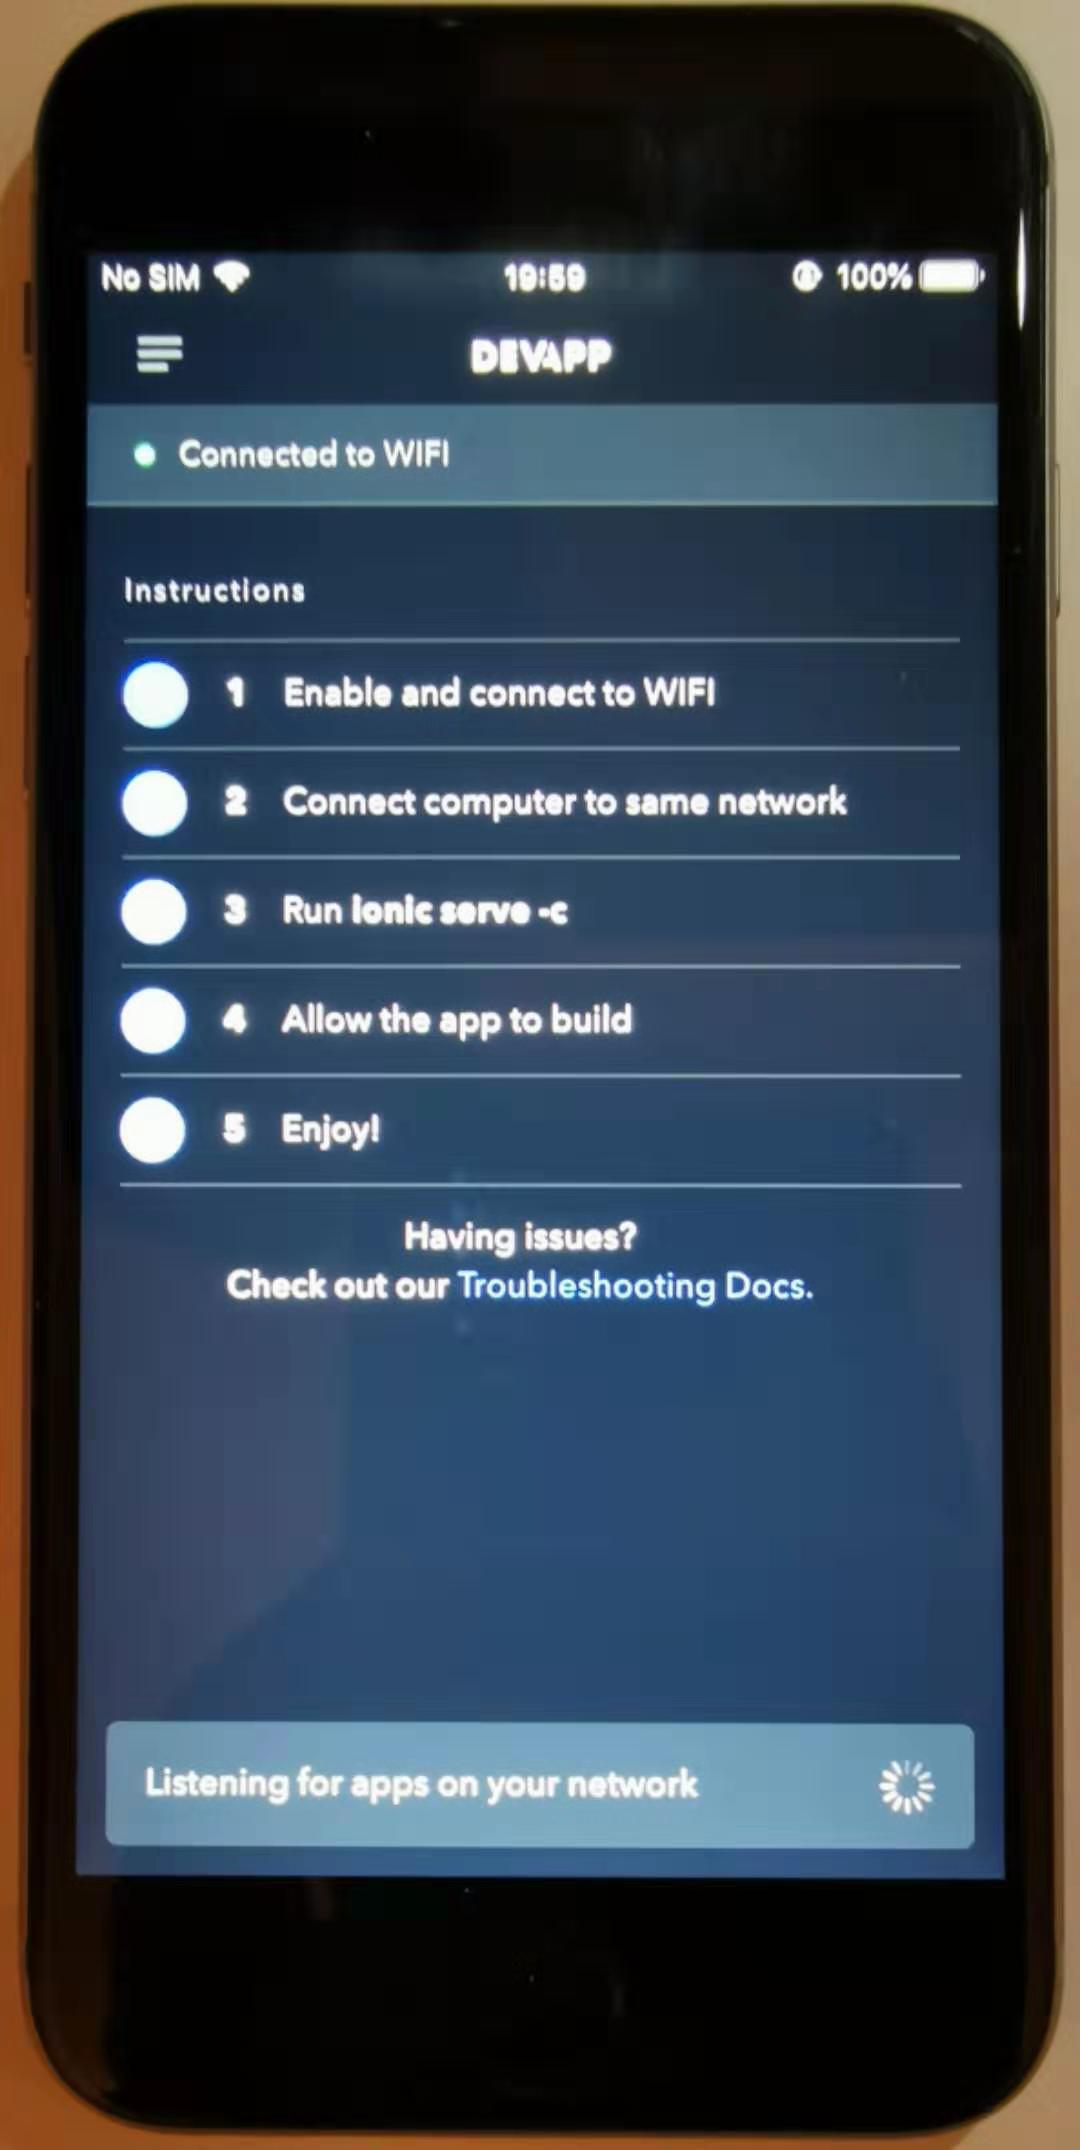 No SIM 19:59 100%
DEVAPP
Connected to WIFI
Instructions
1 Enable and connect to WIFI
2 Connect computer to same network
3 Run ionic serve -c
4 Allow the app to build
5 Enjoy!
Having issues?
Check out our Troubleshooting Docs.
Listening for apps on your network